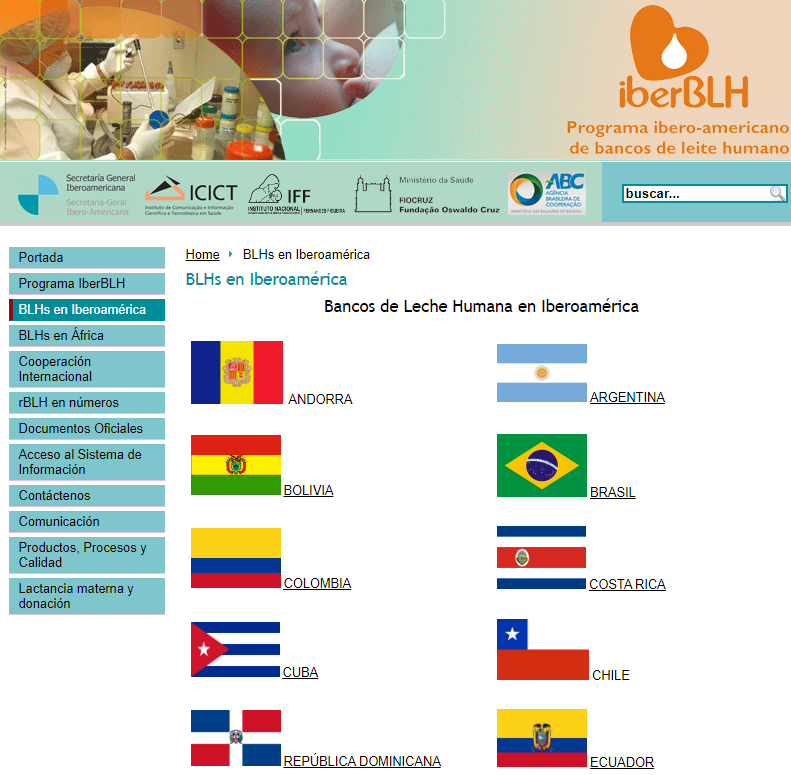 iberBLH
Programa ibero-americano
de bancos de leite humano
Secretaría General
Iberoamericana
Secretaria-Geral
Ibero-Americana
ICICT
Instituto de Comunicação e Informação
Científica e Tecnológica em Saúde
IFF
INSTITUTO NACIONAL
FERNANDES FIGUEIRA
Ministério da Saúde
FIOCRUZ
Fundação Oswaldo Cruz
ABC
AGÊNCIA
BRASILEIRA DE
COOPERAÇÃO
MINISTÉRIO DAS RELAÇÕES EXTERIORES
buscar...
Portada
Programa IberBLH
BLHs en Iberoamérica
BLHs en África
Cooperación
Internacional
rBLH en números
Documentos Oficiales
Acceso al Sistema de
Información
Contáctenos
Comunicación
Productos, Procesos y
Calidad
Lactancia materna y
donación
Home BLHs en Iberoamérica
BLHs en Iberoamérica
Bancos de Leche Humana en Iberoamérica
ANDORRA ARGENTINA
BOLIVIA BRASIL
COLOMBIA COSTA RICA
CUBA CHILE
REPÚBLICA DOMINICANA ECUADOR